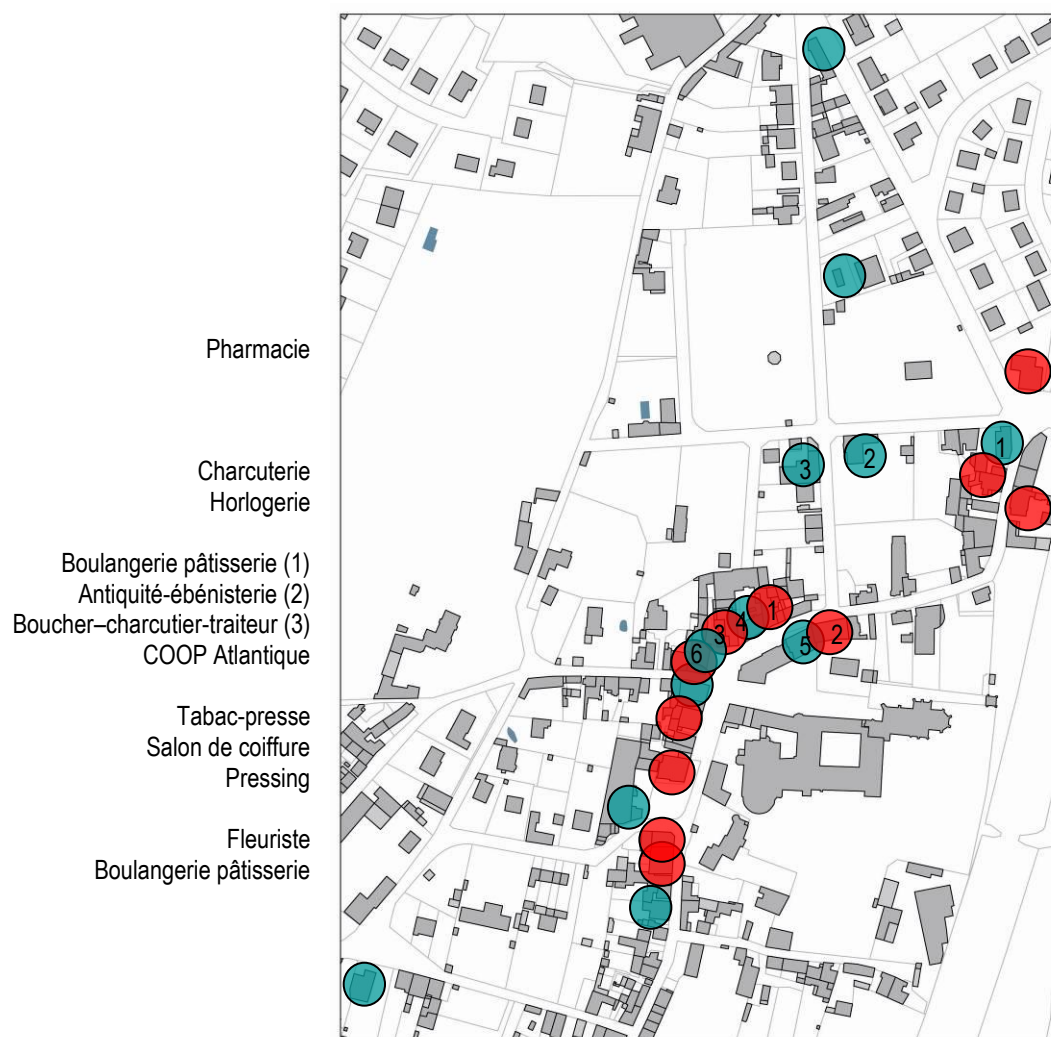 Pharmacie
1
2
3
Charcuterie
Horlogerie
Boulangerie pâtisserie (1)
Antiquité-ébénisterie (2)
Boucher–charcutier-traiteur (3)
COOP Atlantique
1
4
3
2
5
6
Tabac-presse
Salon de coiffure
Pressing
Fleuriste
Boulangerie pâtisserie